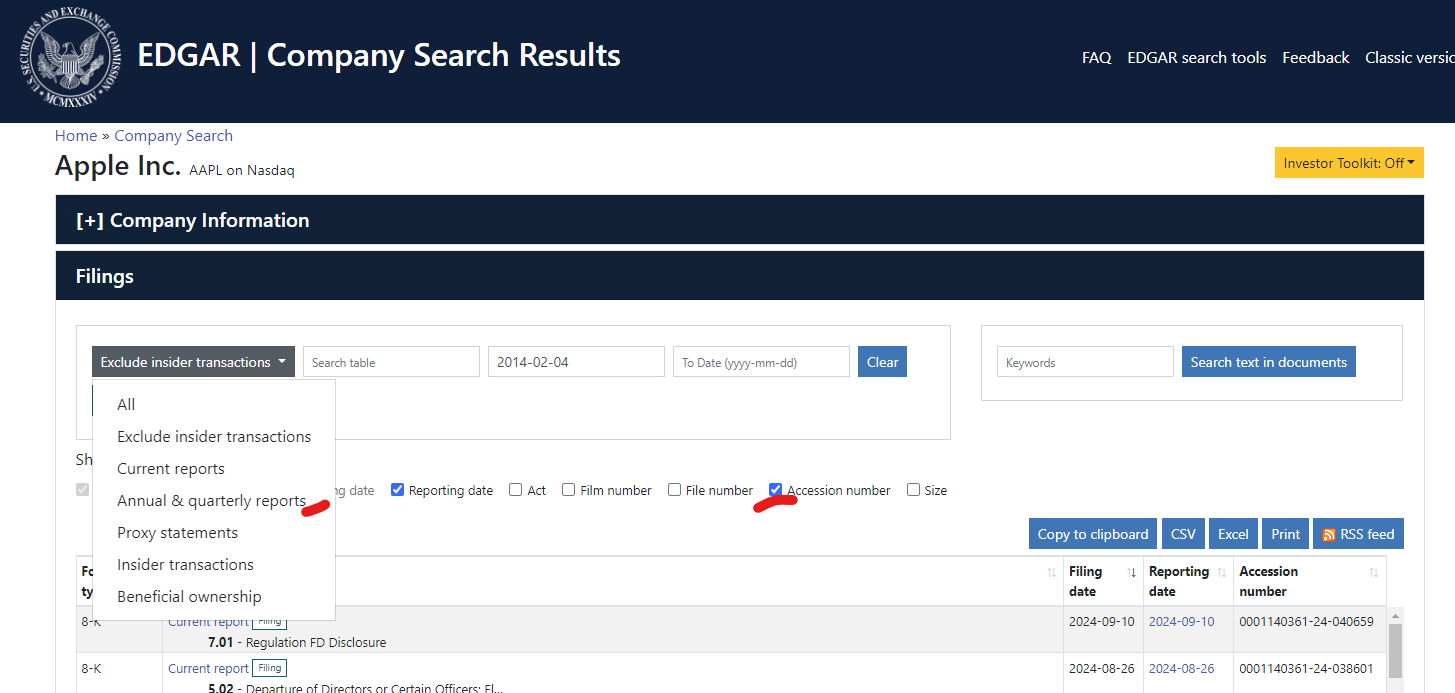 U.S. SECURITIES AND EXCHANGE COMMISSION
MCMXXXIV
EDGAR | Company Search Results
FAQ EDGAR search tools Feedback Classic versio
Home » Company Search
Apple Inc. AAPL on Nasdaq
Investor Toolkit: Off
[+] Company Information
Filings
Exclude insider transactions Search table 2014-02-04 To Date (yyyy-mm-dd) Clear Keywords Search text in documents
All
Exclude insider transactions
Sh
Current reports
Annual & quarterly reports
ng date Reporting date Act Film number File number Accession number Size
Proxy statements
Copy to clipboard CSV Excel Print RSS feed
Insider transactions
Beneficial ownership
Fo Filing Reporting Accession
ty date date number
8-K Current report Filing 2024-09-10 2024-09-10 0001140361-24-040659
7.01 - Regulation FD Disclosure
8-K Current report Filing 2024-08-26 2024-08-26 0001140361-24-038601
5.02 - Departure of Directors or Certain Officers; El...